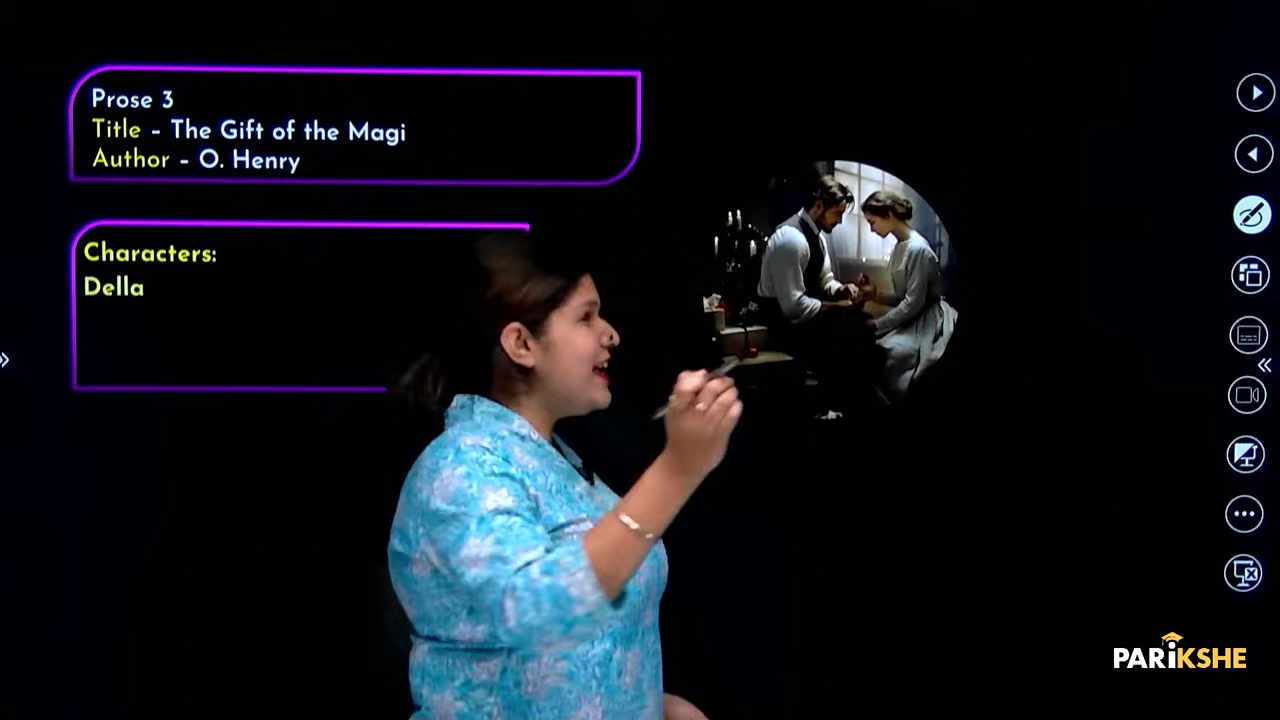 Prose 3
Title - The Gift of the Magi
Author - O. Henry
Characters:
Della
PARIKSHE